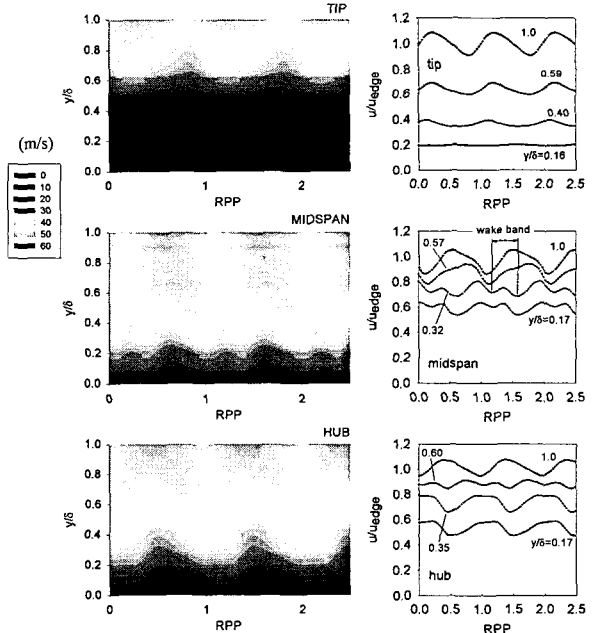 TIP
y/δ
1.0
0.8
0.6
0.4
0.2
0.0
0
1
2
RPP
u/u_edge
1.2
1.0
0.8
0.6
0.4
0.2
0.0
1.0
tip
0.59
0.40
y/δ=0.16
0.0 0.5 1.0 1.5 2.0 2.5
RPP
(m/s)
0
10
20
30
40
50
60
MIDSPAN
y/δ
1.0
0.8
0.6
0.4
0.2
0.0
0
1
2
RPP
u/u_edge
1.2
1.0
0.8
0.6
0.4
0.2
0.0
wake band
0.57
1.0
0.32
y/δ=0.17
midspan
0.0 0.5 1.0 1.5 2.0 2.5
RPP
HUB
y/δ
1.0
0.8
0.6
0.4
0.2
0.0
0
1
2
RPP
u/u_edge
1.2
1.0
0.8
0.6
0.4
0.2
0.0
0.60
1.0
0.35
y/δ=0.17
hub
0.0 0.5 1.0 1.5 2.0 2.5
RPP